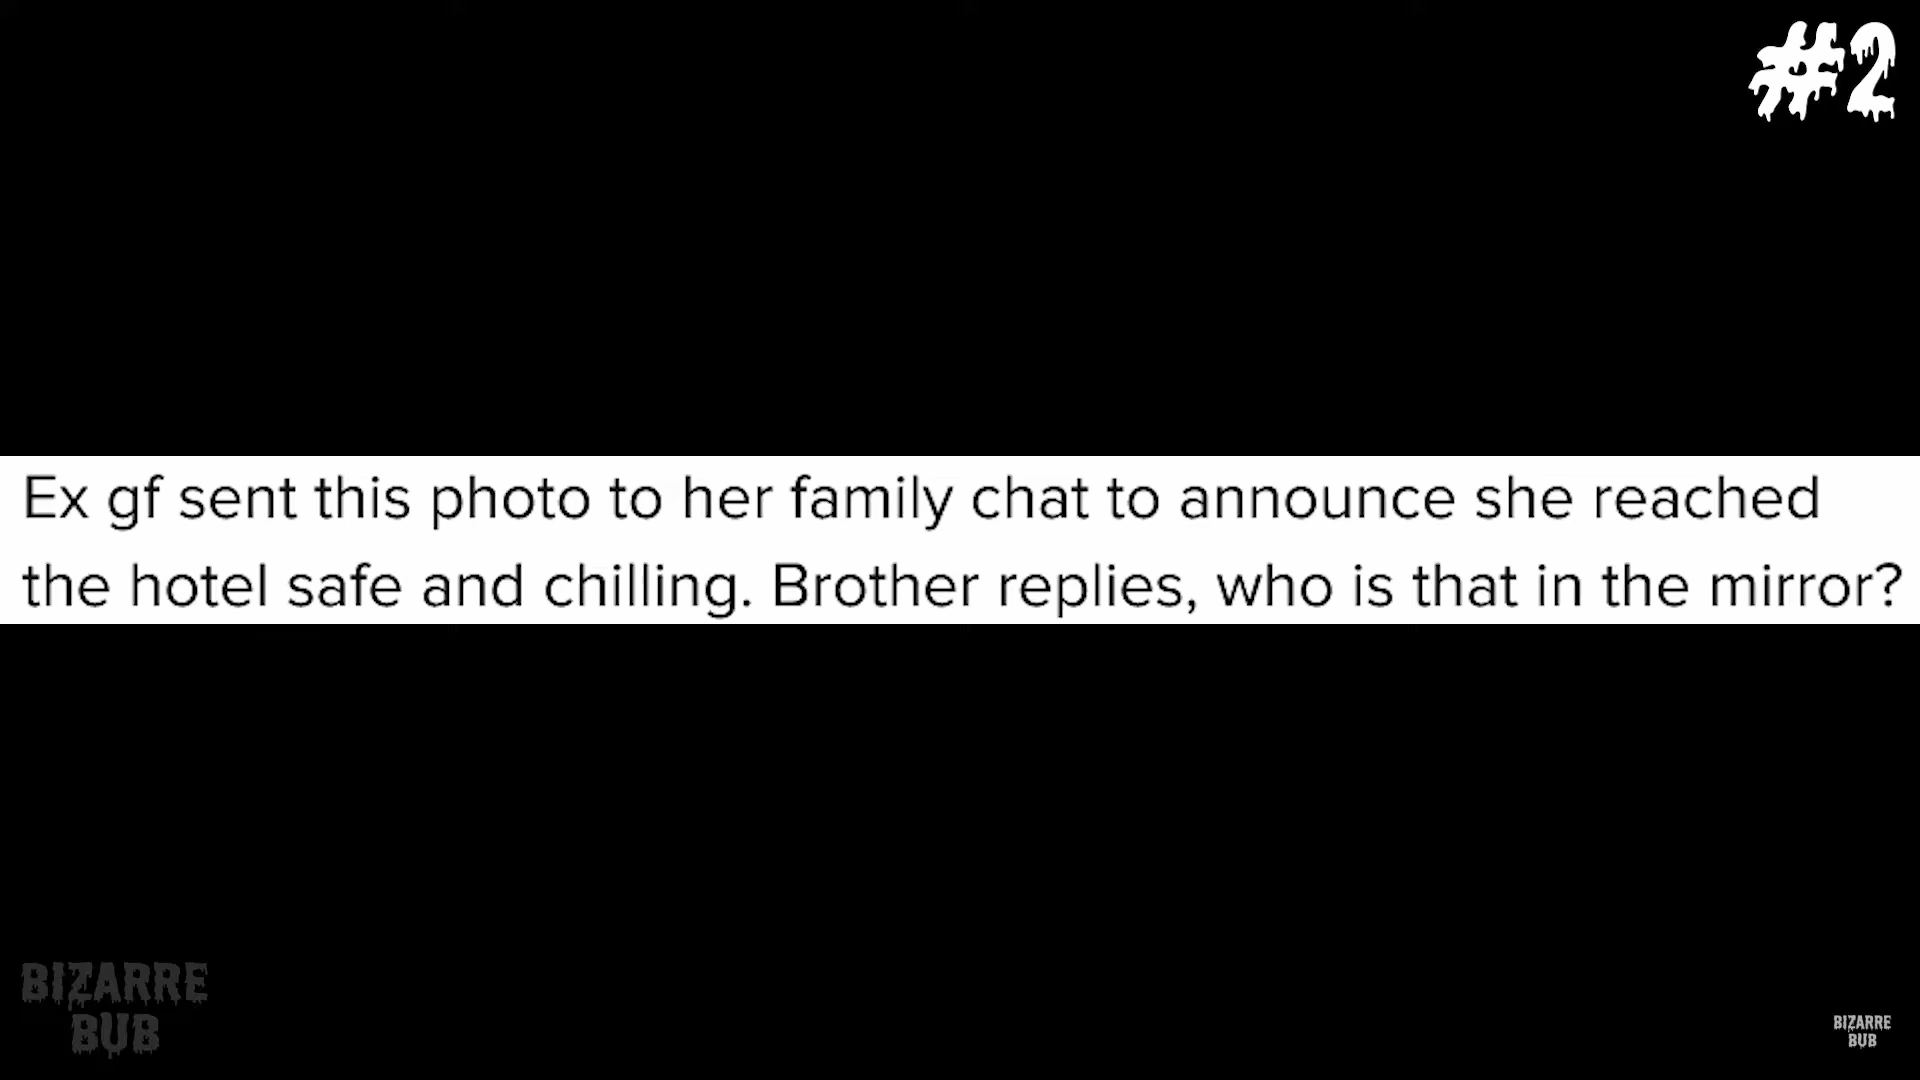 #2
Ex gf sent this photo to her family chat to announce she reached
the hotel safe and chilling. Brother replies, who is that in the mirror?
BIZARRE
BUB
BIZARRE
BUB